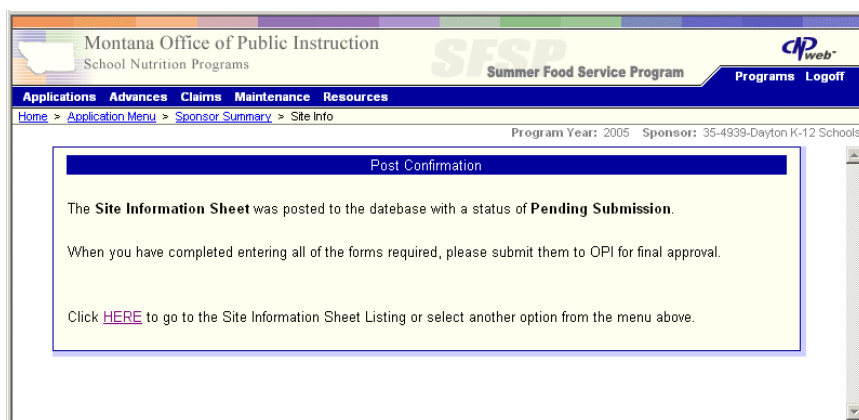 Montana Office of Public Instruction
School Nutrition Programs
SFSP
Summer Food Service Program
CNPweb
Programs Logoff
Applications Advances Claims Maintenance Resources
Home > Application Menu > Sponsor Summary > Site Info
Program Year: 2005 Sponsor: 35-4939-Dayton K-12 Schools
Post Confirmation
The Site Information Sheet was posted to the datebase with a status of Pending Submission.
When you have completed entering all of the forms required, please submit them to OPI for final approval.
Click HERE to go to the Site Information Sheet Listing or select another option from the menu above.